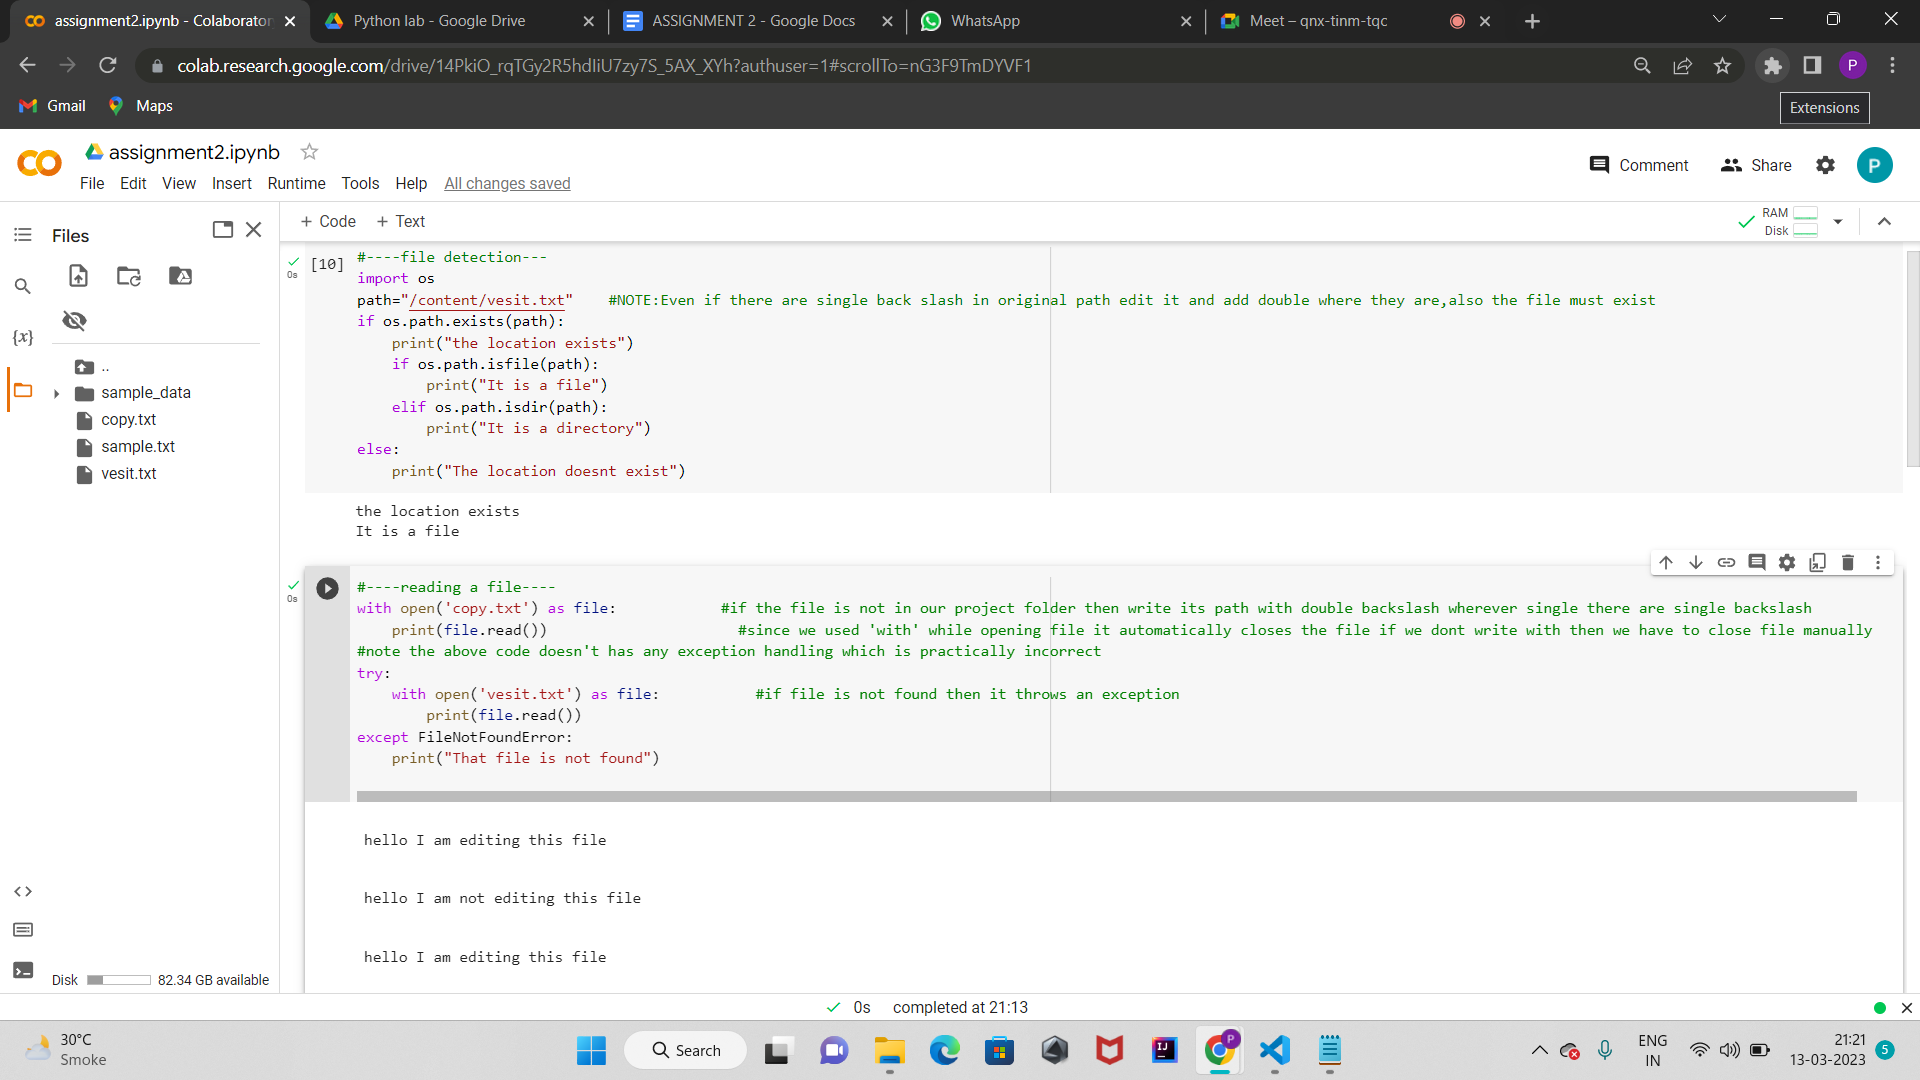 assignment2.ipynb - Colaborator
Python lab - Google Drive
ASSIGNMENT 2 - Google Docs
WhatsApp
Meet – qnx-tinm-tqc
colab.research.google.com/drive/14PkiO_rqTGy2R5hdIiU7zy7S_5AX_XYh?authuser=1#scrollTo=nG3F9TmDYVF1
P
Gmail
Maps
Extensions
assignment2.ipynb
Comment
Share
P
File Edit View Insert Runtime Tools Help All changes saved
Files
+ Code + Text
RAM
Disk
{x}
..
sample_data
copy.txt
sample.txt
vesit.txt
Disk 82.34 GB available
0s
[10]
#----file detection---
import os
path="/content/vesit.txt" #NOTE:Even if there are single back slash in original path edit it and add double where they are,also the file must exist
if os.path.exists(path):
print("the location exists")
if os.path.isfile(path):
print("It is a file")
elif os.path.isdir(path):
print("It is a directory")
else:
print("The location doesnt exist")
the location exists
It is a file
0s
#----reading a file----
with open('copy.txt') as file: #if the file is not in our project folder then write its path with double backslash wherever single there are single backslash
print(file.read()) #since we used 'with' while opening file it automatically closes the file if we dont write with then we have to close file manually
#note the above code doesn't has any exception handling which is practically incorrect
try:
with open('vesit.txt') as file: #if file is not found then it throws an exception
print(file.read())
except FileNotFoundError:
print("That file is not found")
hello I am editing this file
hello I am not editing this file
hello I am editing this file
0s completed at 21:13
30°C
Smoke
Search
IJ
P
ENG
IN
21:21
13-03-2023
5